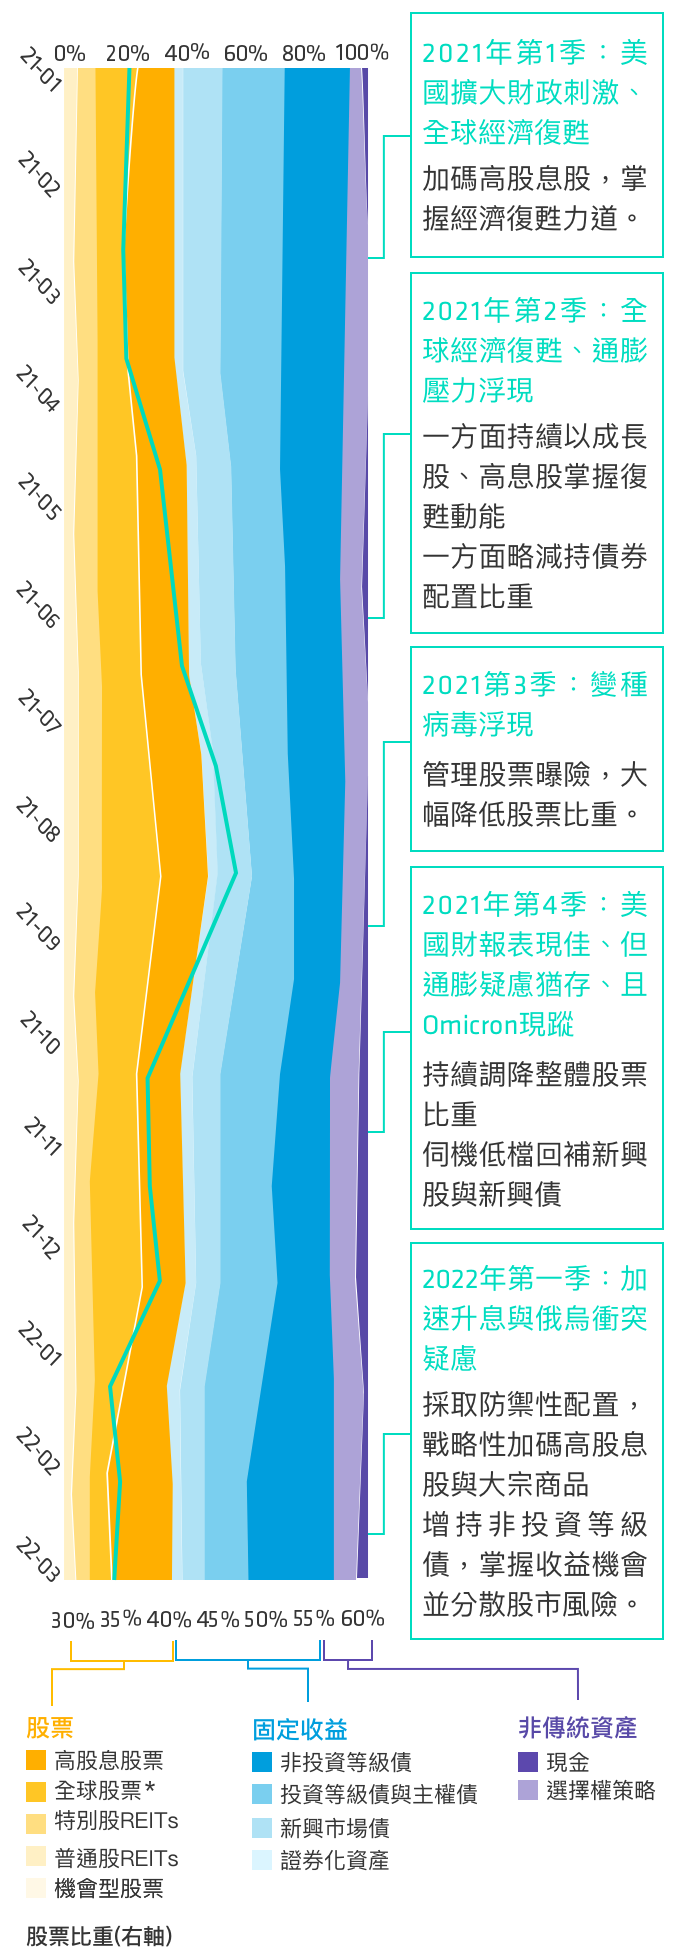 0% 20% 40% 60% 80% 100%
21-01
21-02
21-03
21-04
21-05
21-06
21-07
21-08
21-09
21-10
21-11
21-12
22-01
22-02
22-03
30% 35% 40% 45% 50% 55% 60%
2021年第1季：美
國擴大財政刺激、
全球經濟復甦
加碼高股息股，掌
握經濟復甦力道。
2021年第2季：全
球經濟復甦、通膨
壓力浮現
一方面持續以成長
股、高息股掌握復
甦動能
一方面略減持債券
配置比重
2021第3季：變種
病毒浮現
管理股票曝險，大
幅降低股票比重。
2021年第4季：美
國財報表現佳、但
通膨疑慮猶存、且
Omicron現蹤
持續調降整體股票
比重
伺機低檔回補新興
股與新興債
2022年第一季：加
速升息與俄烏衝突
疑慮
採取防禦性配置，
戰略性加碼高股息
股與大宗商品
增持非投資等級
債，掌握收益機會
並分散股市風險。
股票
高股息股票
全球股票*
特別股REITs
普通股REITs
機會型股票
固定收益
非投資等級債
投資等級債與主權債
新興市場債
證券化資產
非傳統資產
現金
選擇權策略
股票比重(右軸)